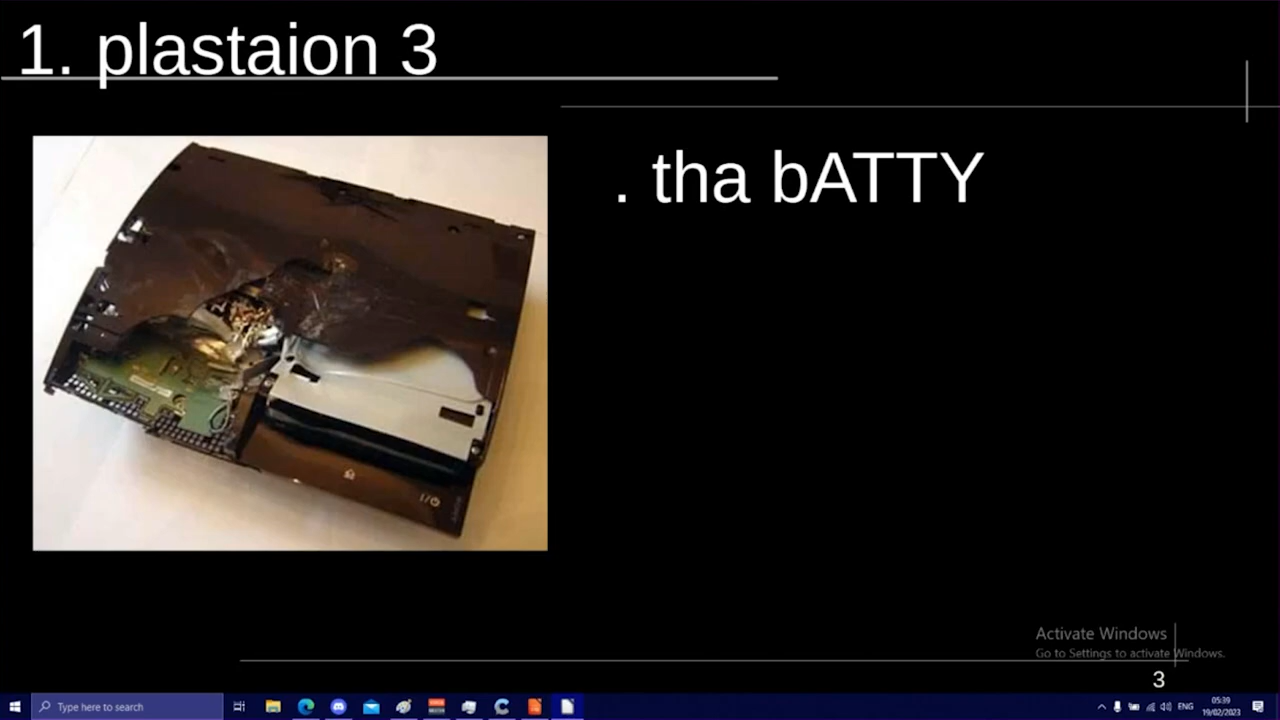 1. plastaion 3
. tha bATTY
I/
Activate Windows
Go to Settings to activate Windows.
3
Type here to search
ENG
05:39
19/02/2023